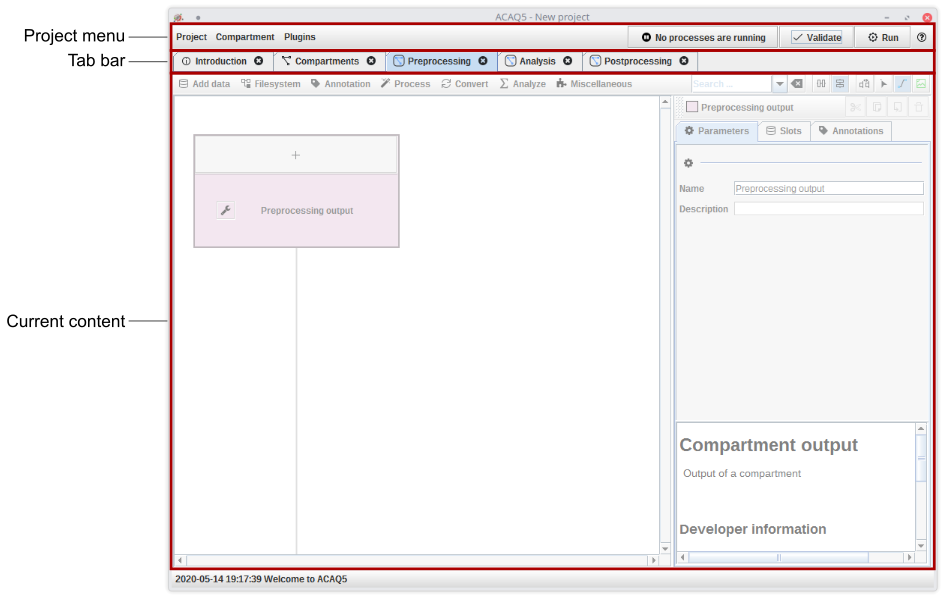 ACAQ5 - New project
Project menu
Project Compartment Plugins No processes are running Validate Run
Tab bar
Introduction Compartments Preprocessing Analysis Postprocessing
Add data Filesystem Annotation Process Convert Analyze Miscellaneous Search ...
Preprocessing output
Parameters Slots Annotations
Name Preprocessing output
Description
Preprocessing output
Current content
Compartment output
Output of a compartment
Developer information
2020-05-14 19:17:39 Welcome to ACAQ5